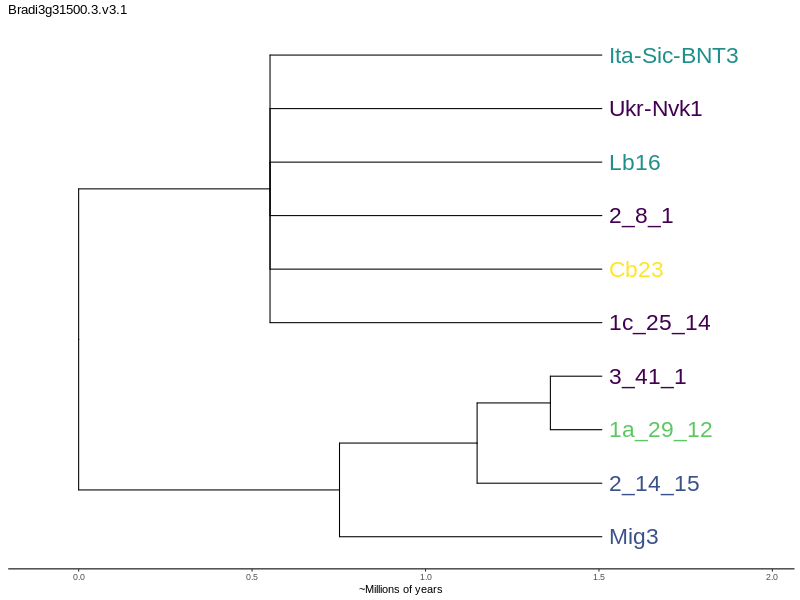 Bradi3g31500.3.v3.1
Ita-Sic-BNT3
Ukr-Nvk1
Lb16
2_8_1
Cb23
1c_25_14
3_41_1
1a_29_12
2_14_15
Mig3
0.0 0.5 1.0 1.5 2.0
~Millions of years